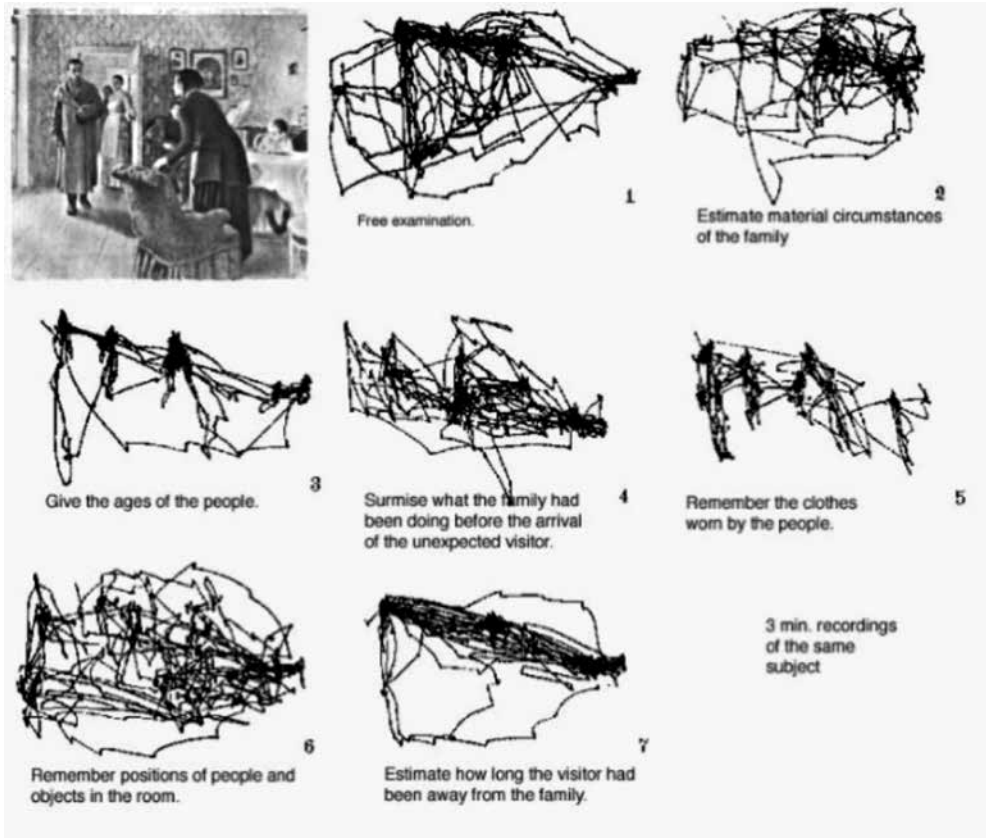 1
Free examination.
2
Estimate material circumstances
of the family
3
Give the ages of the people.
4
Surmise what the family had
been doing before the arrival
of the unexpected visitor.
5
Remember the clothes
worn by the people.
6
Remember positions of people and
objects in the room.
7
Estimate how long the visitor had
been away from the family.
3 min. recordings
of the same
subject